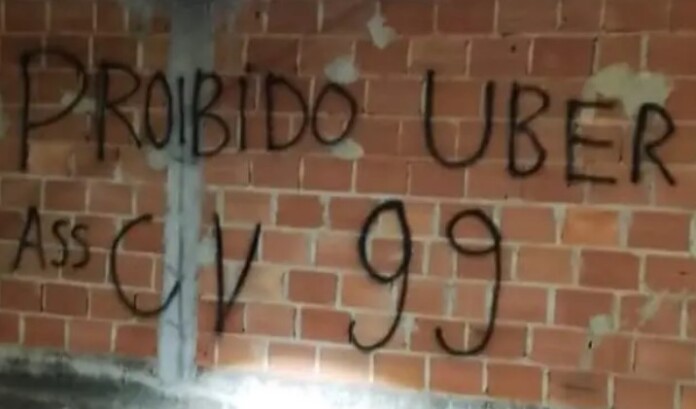 PROIBIDO UBER
ASS CV 99